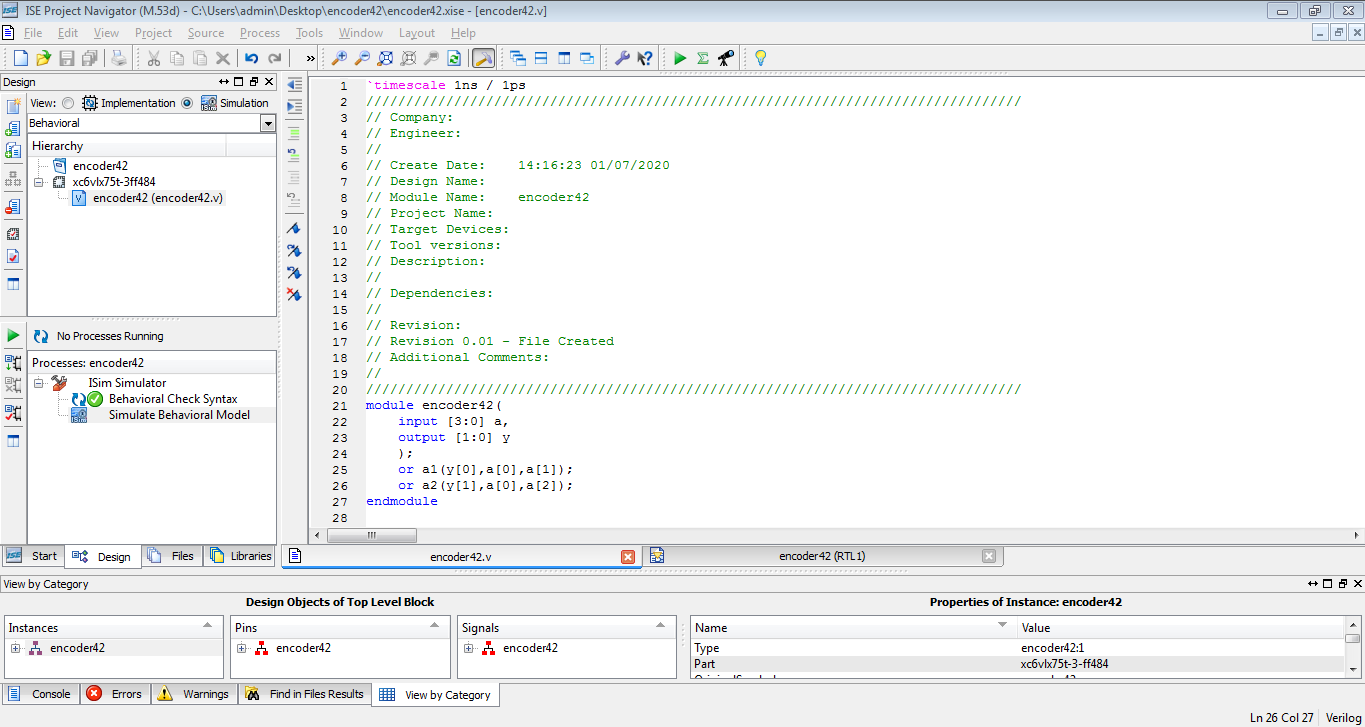 ISE Project Navigator (M.53d) - C:\Users\admin\Desktop\encoder42\encoder42.xise - [encoder42.v]
File Edit View Project Source Process Tools Window Layout Help
Design
View: Implementation Simulation
Behavioral
Hierarchy
encoder42
xc6vlx75t-3ff484
encoder42 (encoder42.v)
No Processes Running
Processes: encoder42
ISim Simulator
Behavioral Check Syntax
Simulate Behavioral Model
Start Design Files Libraries
1 `timescale 1ns / 1ps
2 //////////////////////////////////////////////////////////////////////////////////
3 // Company:
4 // Engineer:
5 //
6 // Create Date:    14:16:23 01/07/2020
7 // Design Name:
8 // Module Name:    encoder42
9 // Project Name:
10 // Target Devices:
11 // Tool versions:
12 // Description:
13 //
14 // Dependencies:
15 //
16 // Revision:
17 // Revision 0.01 - File Created
18 // Additional Comments:
19 //
20 //////////////////////////////////////////////////////////////////////////////////
21 module encoder42(
22     input [3:0] a,
23     output [1:0] y
24     );
25     or a1(y[0],a[0],a[1]);
26     or a2(y[1],a[0],a[2]);
27 endmodule
28
encoder42.v encoder42 (RTL1)
View by Category
Design Objects of Top Level Block Properties of Instance: encoder42
Instances Pins Signals Name Value
encoder42 encoder42 encoder42 Type encoder42:1
Part xc6vlx75t-3-ff484
Console Errors Warnings Find in Files Results View by Category
Ln 26 Col 27 Verilog